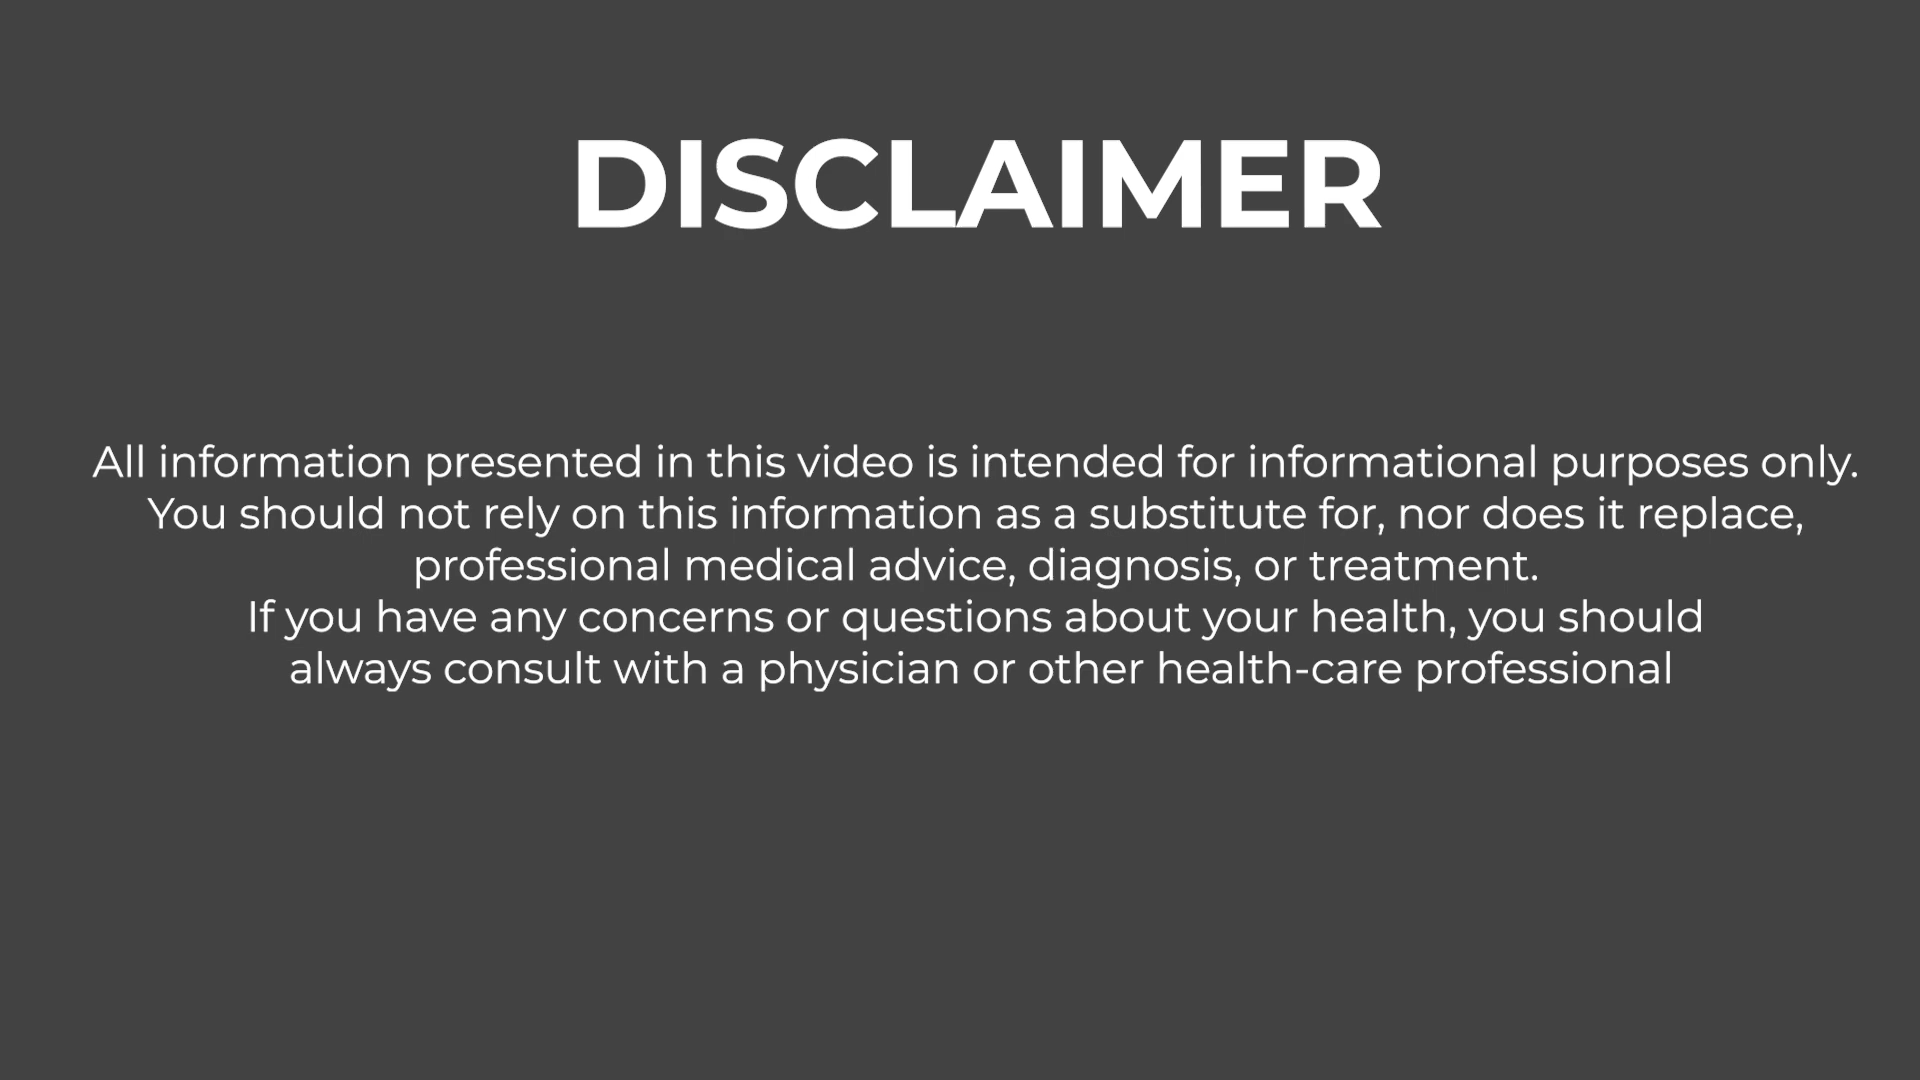 DISCLAIMER
All information presented in this video is intended for informational purposes only.
You should not rely on this information as a substitute for, nor does it replace,
professional medical advice, diagnosis, or treatment.
If you have any concerns or questions about your health, you should
always consult with a physician or other health-care professional